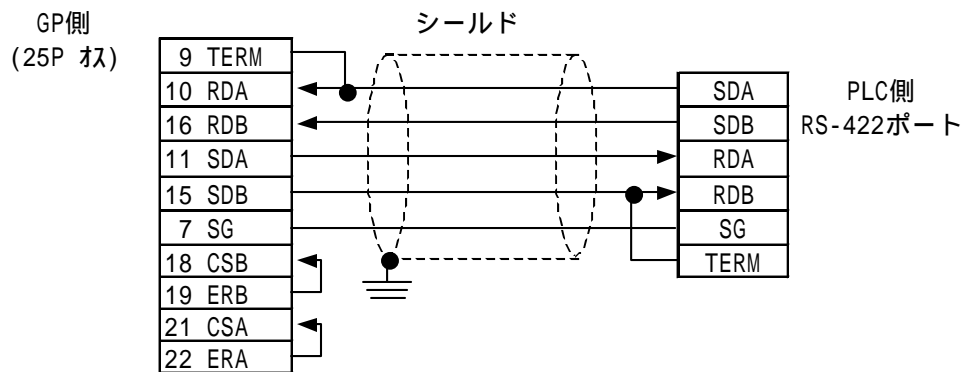 GP側
(25P オス)
シールド
9 TERM
10 RDA
16 RDB
11 SDA
15 SDB
7 SG
18 CSB
19 ERB
21 CSA
22 ERA
SDA
SDB
RDA
RDB
SG
TERM
PLC側
RS-422ポート